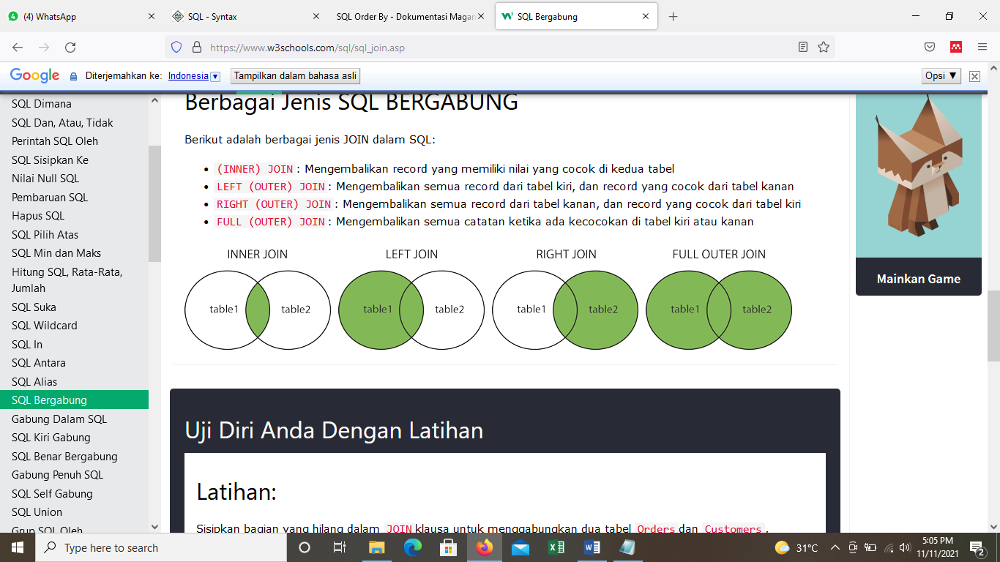 (4) WhatsApp
SQL - Syntax
SQL Order By - Dokumentasi Magan
SQL Bergabung
https://www.w3schools.com/sql/sql_join.asp
Google Diterjemahkan ke: Indonesia ▼ Tampilkan dalam bahasa asli Opsi ▼
SQL Dimana
SQL Dan, Atau, Tidak
Perintah SQL Oleh
SQL Sisipkan Ke
Nilai Null SQL
Pembaruan SQL
Hapus SQL
SQL Pilih Atas
SQL Min dan Maks
Hitung SQL, Rata-Rata,
Jumlah
SQL Suka
SQL Wildcard
SQL In
SQL Antara
SQL Alias
SQL Bergabung
Gabung Dalam SQL
SQL Kiri Gabung
SQL Benar Bergabung
Gabung Penuh SQL
SQL Self Gabung
SQL Union
Grup SQL Oleh
Berbagai Jenis SQL BERGABUNG
Berikut adalah berbagai jenis JOIN dalam SQL:
• (INNER) JOIN : Mengembalikan record yang memiliki nilai yang cocok di kedua tabel
• LEFT (OUTER) JOIN : Mengembalikan semua record dari tabel kiri, dan record yang cocok dari tabel kanan
• RIGHT (OUTER) JOIN : Mengembalikan semua record dari tabel kanan, dan record yang cocok dari tabel kiri
• FULL (OUTER) JOIN : Mengembalikan semua catatan ketika ada kecocokan di tabel kiri atau kanan
INNER JOIN
table1 table2
LEFT JOIN
table1 table2
RIGHT JOIN
table1 table2
FULL OUTER JOIN
table1 table2
Uji Diri Anda Dengan Latihan
Latihan:
Sisipkan bagian yang hilang dalam JOIN klausa untuk menggabungkan dua tabel Orders dan Customers ,
Mainkan Game
Type here to search
31°C
5:05 PM
11/11/2021
2